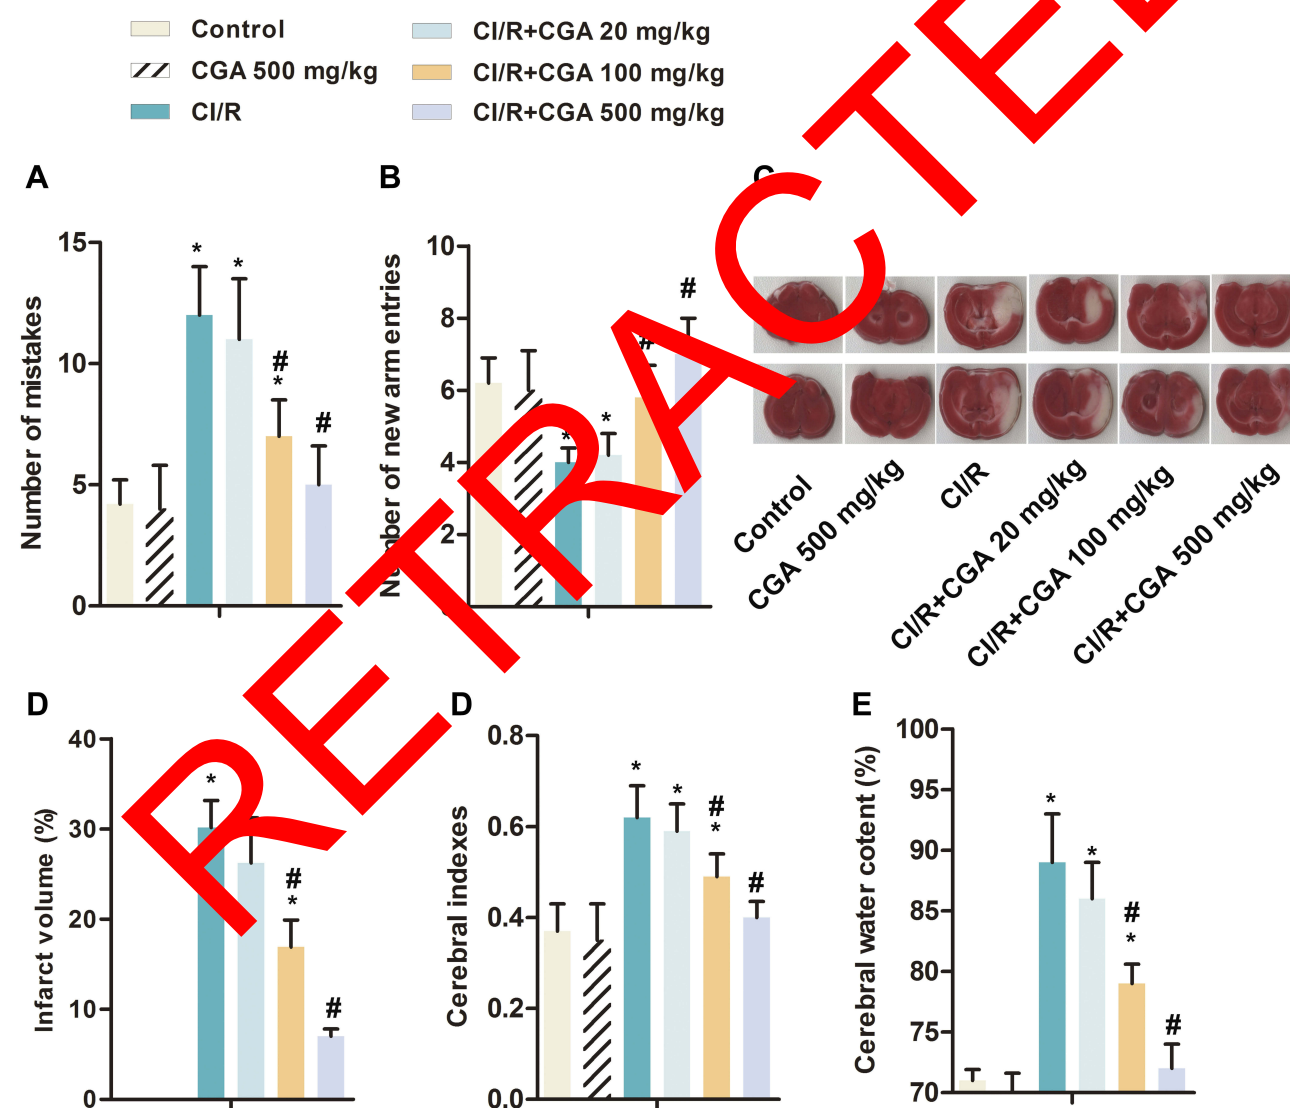 Control
CGA 500 mg/kg
CI/R
CI/R+CGA 20 mg/kg
CI/R+CGA 100 mg/kg
CI/R+CGA 500 mg/kg
RETRACTED
A
Number of mistakes
15
10
5
0
*
*
#
*
#
B
Number of new arm entries
10
8
6
4
2
*
*
#
#
C
Control
CGA 500 mg/kg
CI/R
CI/R+CGA 20 mg/kg
CI/R+CGA 100 mg/kg
CI/R+CGA 500 mg/kg
D
Infarct volume (%)
40
30
20
10
0
*
#
*
#
D
Cerebral indexes
0.8
0.6
0.4
0.2
0.0
*
*
#
*
#
E
Cerebral water cotent (%)
100
95
90
85
80
75
70
*
*
#
*
#